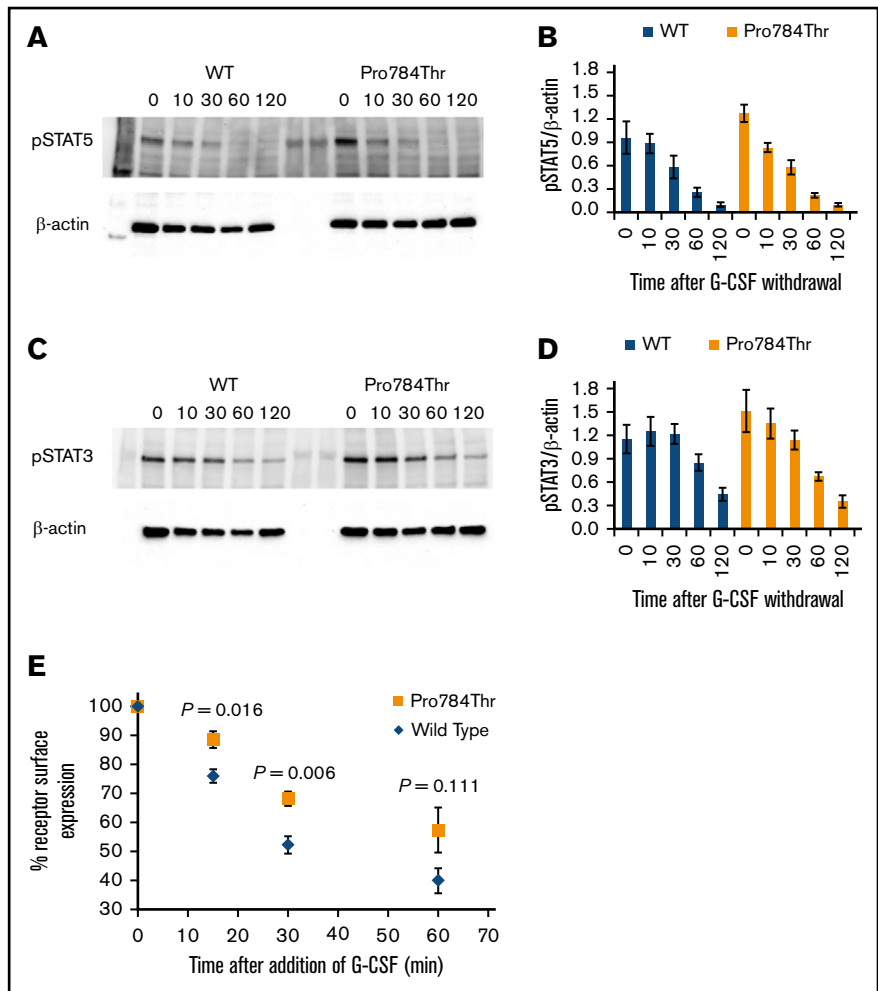 A
WT Pro784Thr
0 10 30 60 120 0 10 30 60 120
pSTAT5
β-actin
B
WT Pro784Thr
pSTAT5/β-actin
1.8
1.5
1.2
0.9
0.6
0.3
0.0
0 10 30 60 120 0 10 30 60 120
Time after G-CSF withdrawal
C
WT Pro784Thr
0 10 30 60 120 0 10 30 60 120
pSTAT3
β-actin
D
WT Pro784Thr
pSTAT3/β-actin
1.8
1.5
1.2
0.9
0.6
0.3
0.0
0 10 30 60 120 0 10 30 60 120
Time after G-CSF withdrawal
E
% receptor surface
expression
100
90
80
70
60
50
40
30
P = 0.016
P = 0.006
P = 0.111
Pro784Thr
Wild Type
0 10 20 30 40 50 60 70
Time after addition of G-CSF (min)